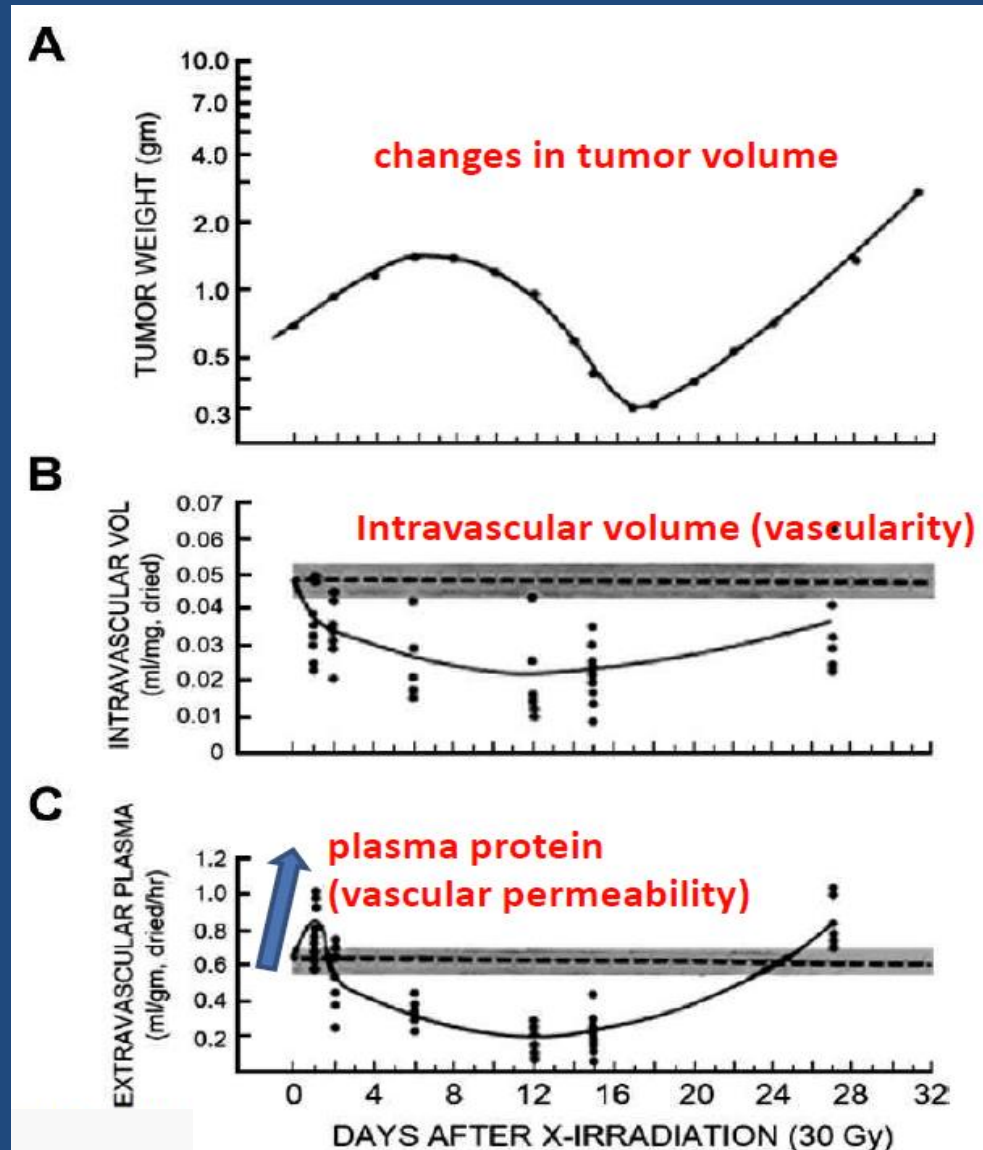 A
10.0
7.0
4.0
2.0
1.0
0.5
0.3
TUMOR WEIGHT (gm)
changes in tumor volume
B
0.07
0.06
0.05
0.04
0.03
0.02
0.01
0
INTRAVASCULAR VOL
(ml/mg, dried)
Intravascular volume (vascularity)
C
1.2
1.0
0.8
0.6
0.4
0.2
EXTRAVASCULAR PLASMA
(ml/gm, dried/hr)
plasma protein
(vascular permeability)
0 4 8 12 16 20 24 28 32
DAYS AFTER X-IRRADIATION (30 Gy)